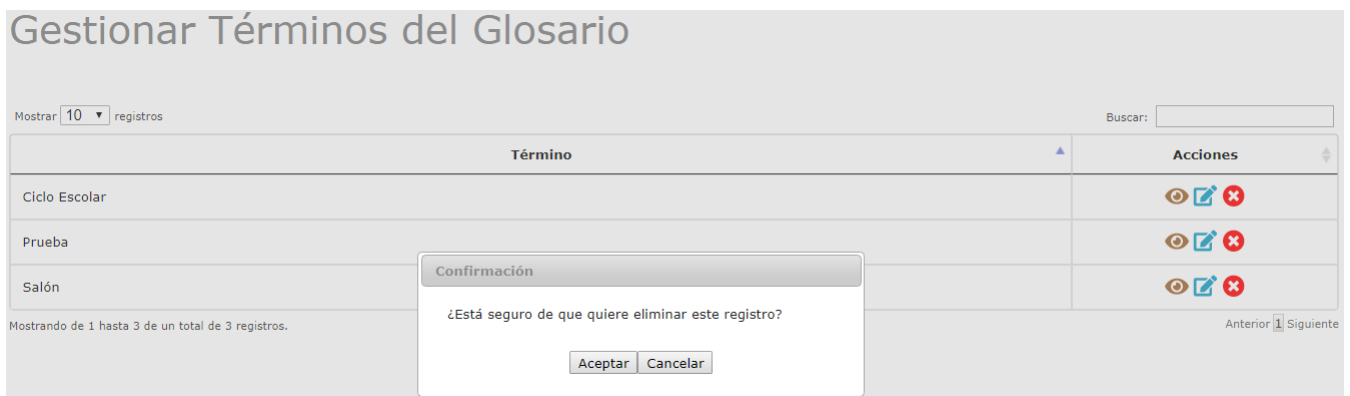 Gestionar Términos del Glosario
Mostrar 10 registros
Buscar:
Término
Acciones
Ciclo Escolar
Prueba
Salón
Mostrando de 1 hasta 3 de un total de 3 registros.
Anterior 1 Siguiente
Confirmación
¿Está seguro de que quiere eliminar este registro?
Aceptar Cancelar